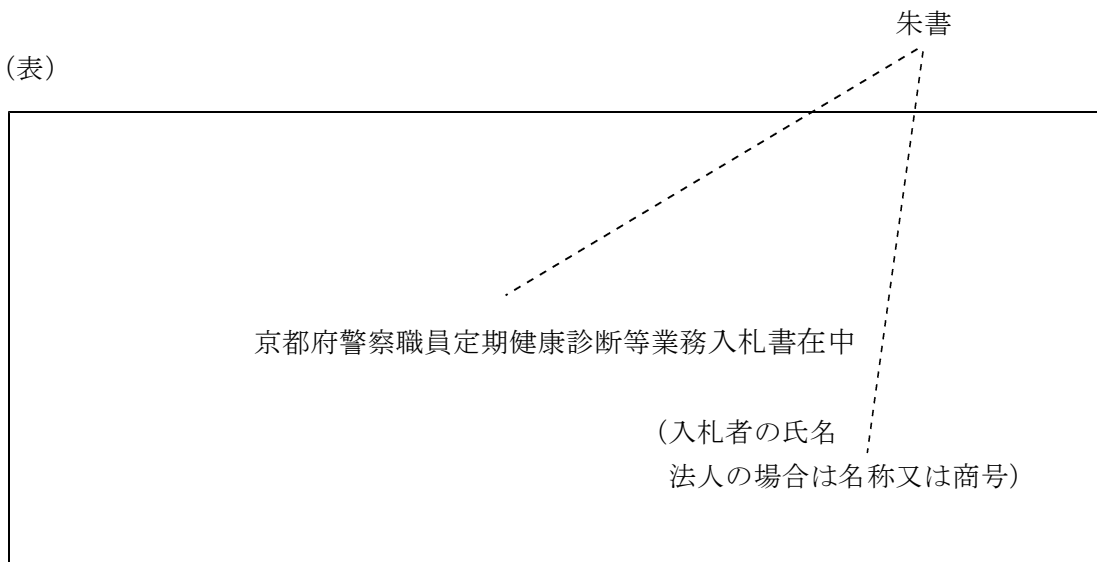 朱書
（表）
京都府警察職員定期健康診断等業務入札書在中
（入札者の氏名
法人の場合は名称又は商号）